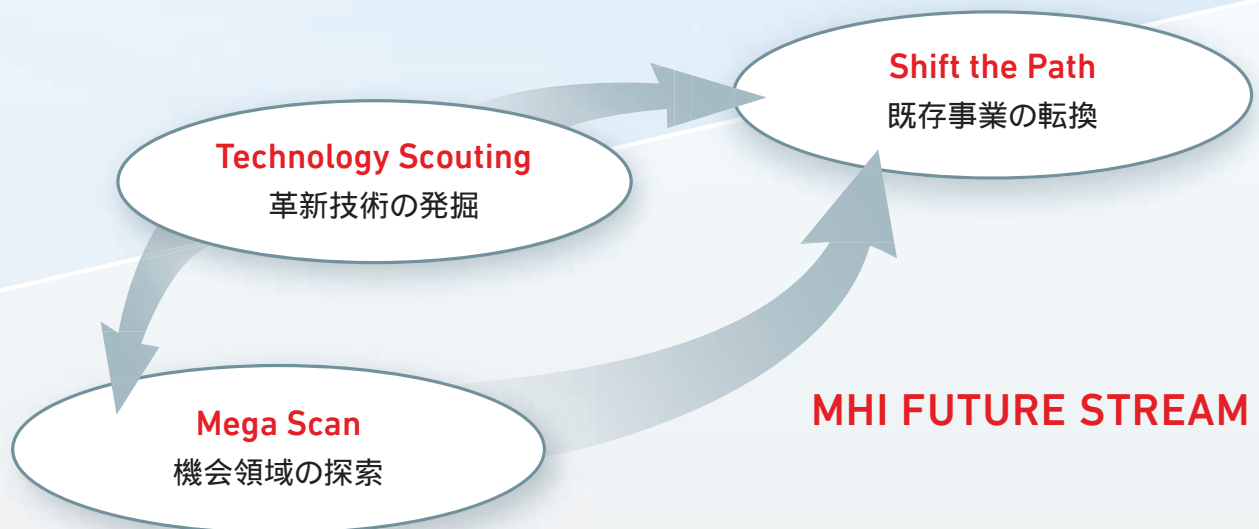 Shift the Path
既存事業の転換
Technology Scouting
革新技術の発掘
Mega Scan
機会領域の探索
MHI FUTURE STREAM